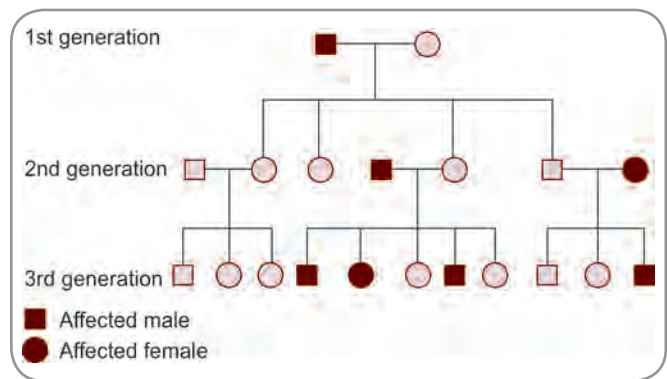 1st generation
2nd generation
3rd generation
Affected male
Affected female